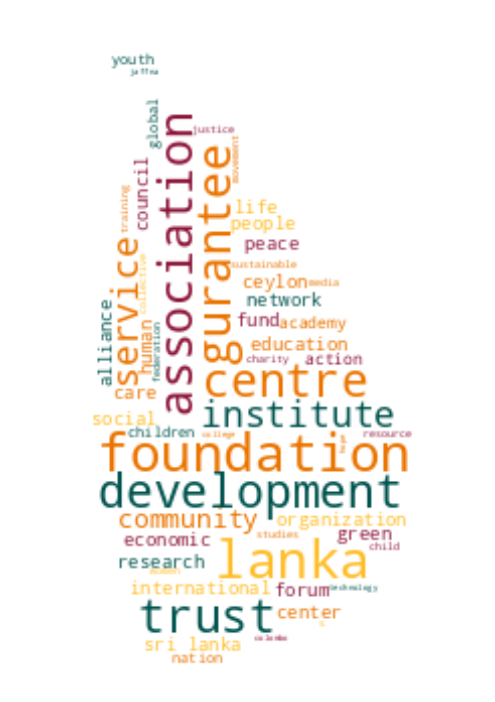 youth
jaffna
global
justice
association
gurantee
movement
council
training
life
people
peace
service
sustainable
collective
ceylon
media
network
alliance
human
federation
fund
academy
education
charity
action
centre
care
institute
social
children
college
resource
foundation
hope
development
community
organization
economic
studies
green
child
research
lanka
women
international
forum
technology
trust
center
sri lanka
colombo
nation